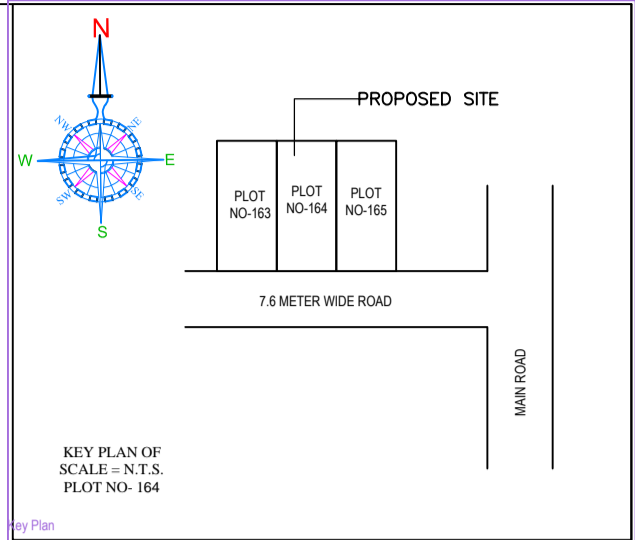 N
NW
NE
W
E
SW
SE
S
PROPOSED SITE
PLOT
NO-163
PLOT
NO-164
PLOT
NO-165
7.6 METER WIDE ROAD
MAIN ROAD
KEY PLAN OF
SCALE = N.T.S.
PLOT NO- 164
Key Plan